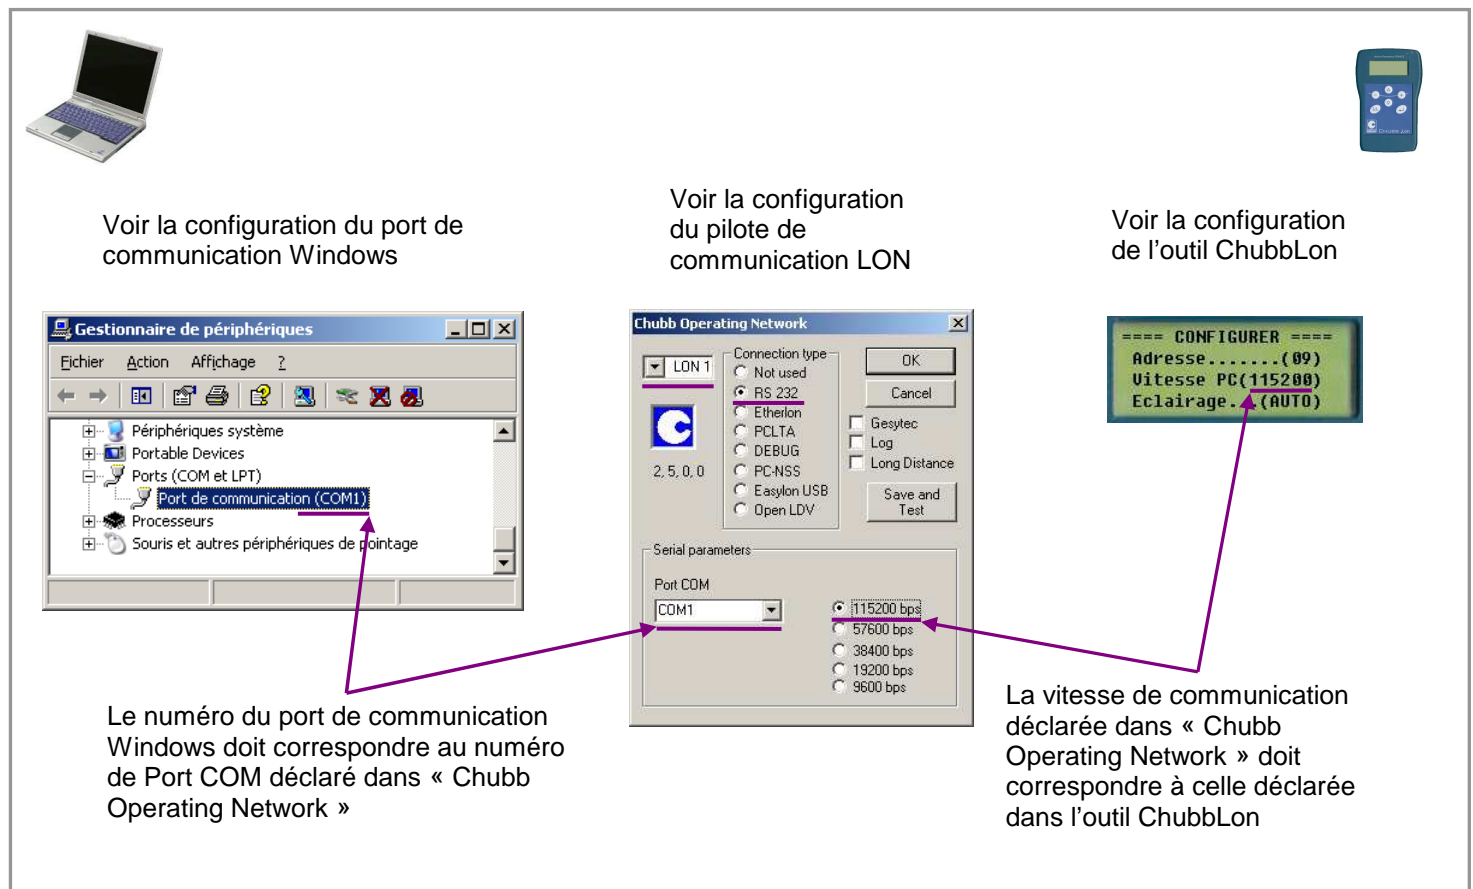 Voir la configuration du port de
communication Windows
Voir la configuration
du pilote de
communication LON
Voir la configuration
de l’outil ChubbLon
Gestionnaire de périphériques
Fichier Action Affichage ?
Périphériques système
Portable Devices
Ports (COM et LPT)
Port de communication (COM1)
Processeurs
Souris et autres périphériques de pointage
Chubb Operating Network
LON 1
2, 5, 0, 0
Connection type
Not used
RS 232
Etherlon
PCLTA
DEBUG
PC-NSS
Easylon USB
Open LDV
OK
Cancel
Gesytec
Log
Long Distance
Save and
Test
Serial parameters
Port COM
COM1
115200 bps
57600 bps
38400 bps
19200 bps
9600 bps
==== CONFIGURER ====
Adresse.......(09)
Vitesse PC(115200)
Eclairage...(AUTO)
Le numéro du port de communication
Windows doit correspondre au numéro
de Port COM déclaré dans « Chubb
Operating Network »
La vitesse de communication
déclarée dans « Chubb
Operating Network » doit
correspondre à celle déclarée
dans l’outil ChubbLon